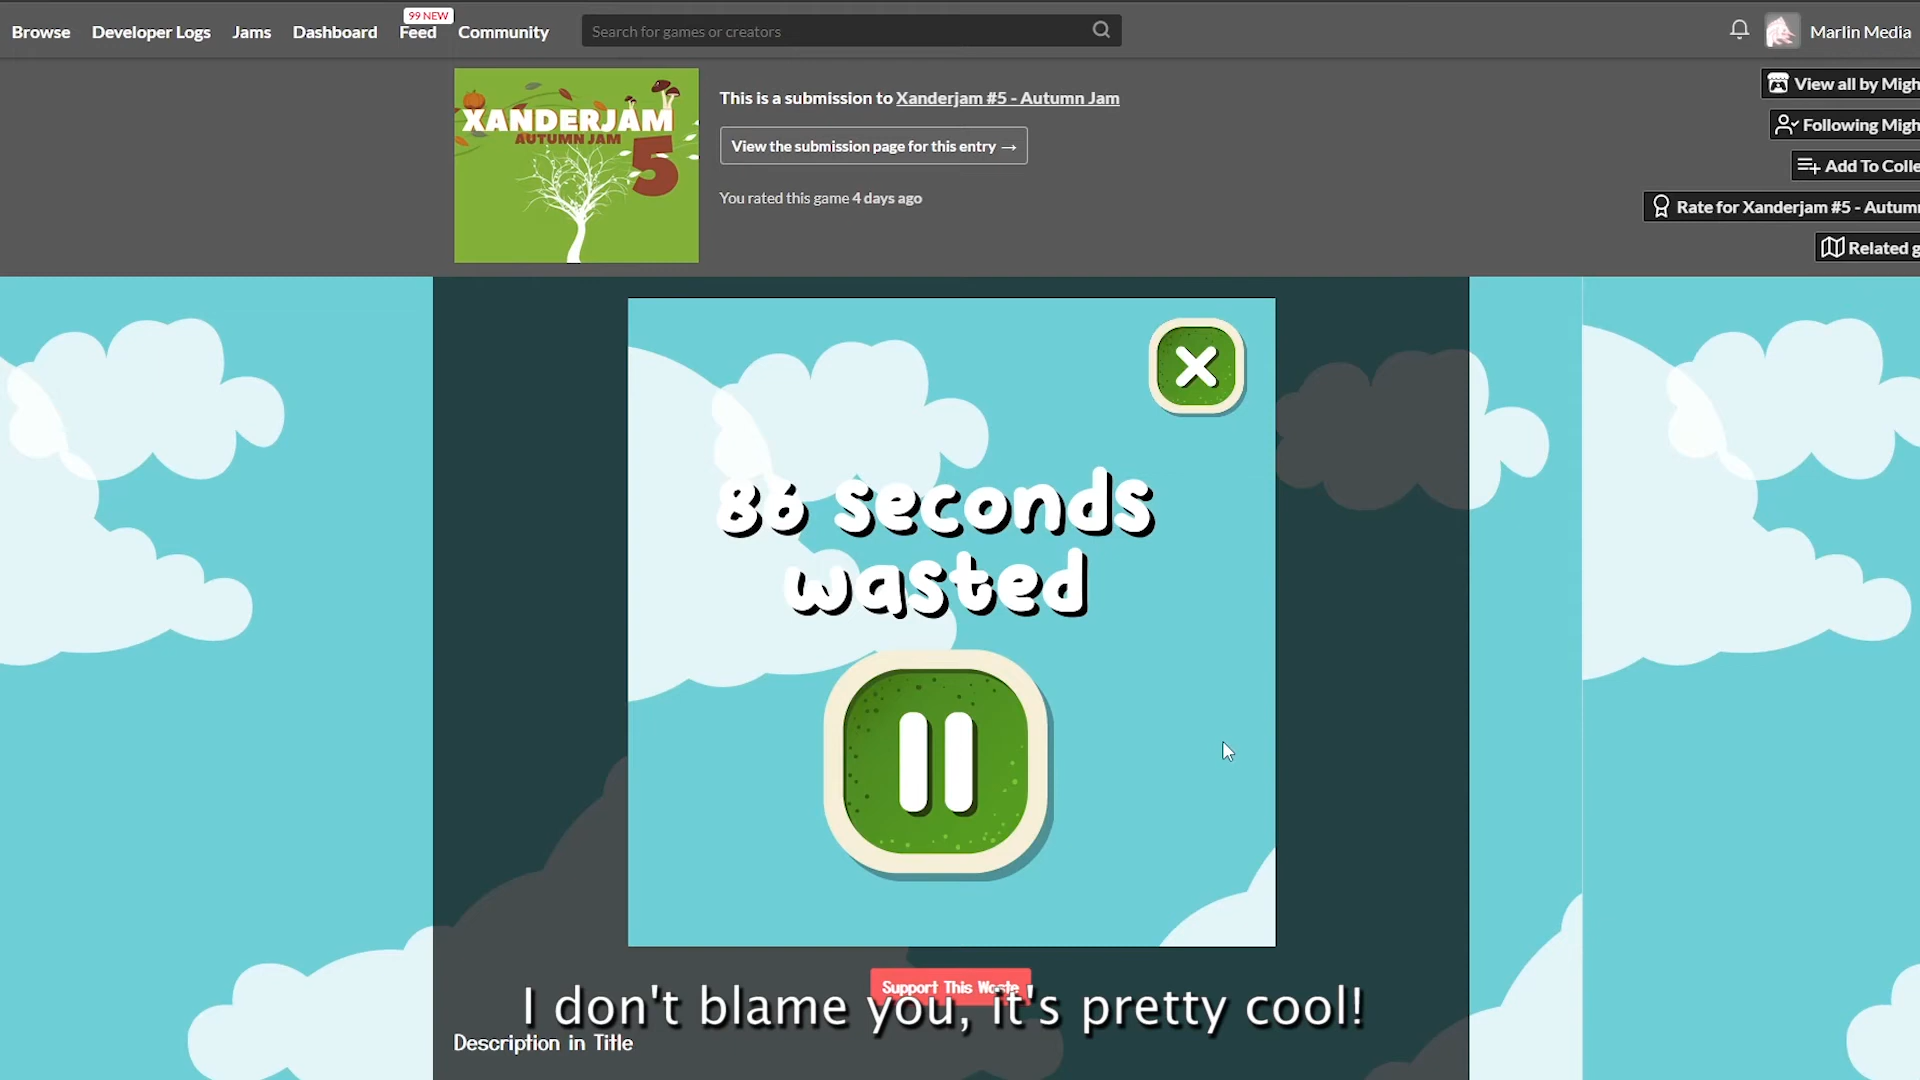 99 NEW
Browse Developer Logs Jams Dashboard Feed Community
Search for games or creators
Marlin Media
XANDERJAM
AUTUMN JAM
5
This is a submission to Xanderjam #5 - Autumn Jam
View the submission page for this entry →
You rated this game 4 days ago
View all by Migh
Following Migh
Add To Colle
Rate for Xanderjam #5 - Autumn
Related g
86 seconds
wasted
Support This Waste
I don't blame you, it's pretty cool!
Description in Title